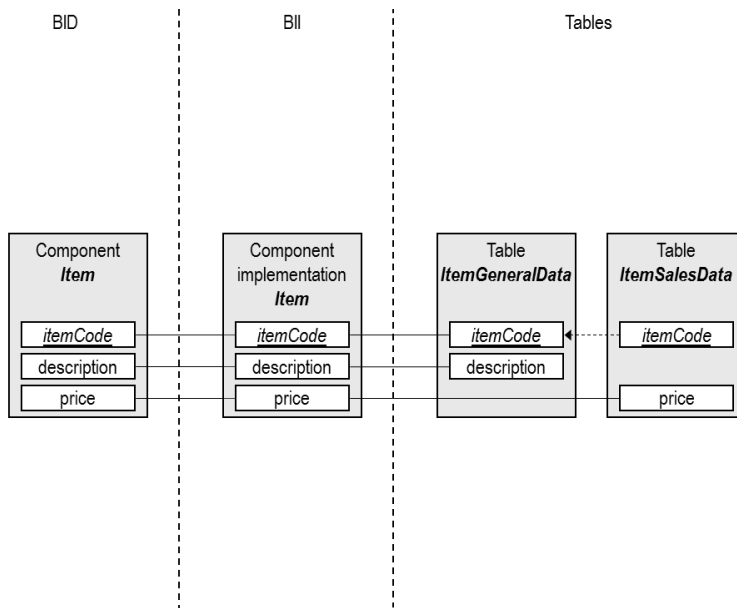 BID
BII
Tables
Component
Item
itemCode
description
price
Component
implementation
Item
itemCode
description
price
Table
ItemGeneralData
itemCode
description
Table
ItemSalesData
itemCode
price